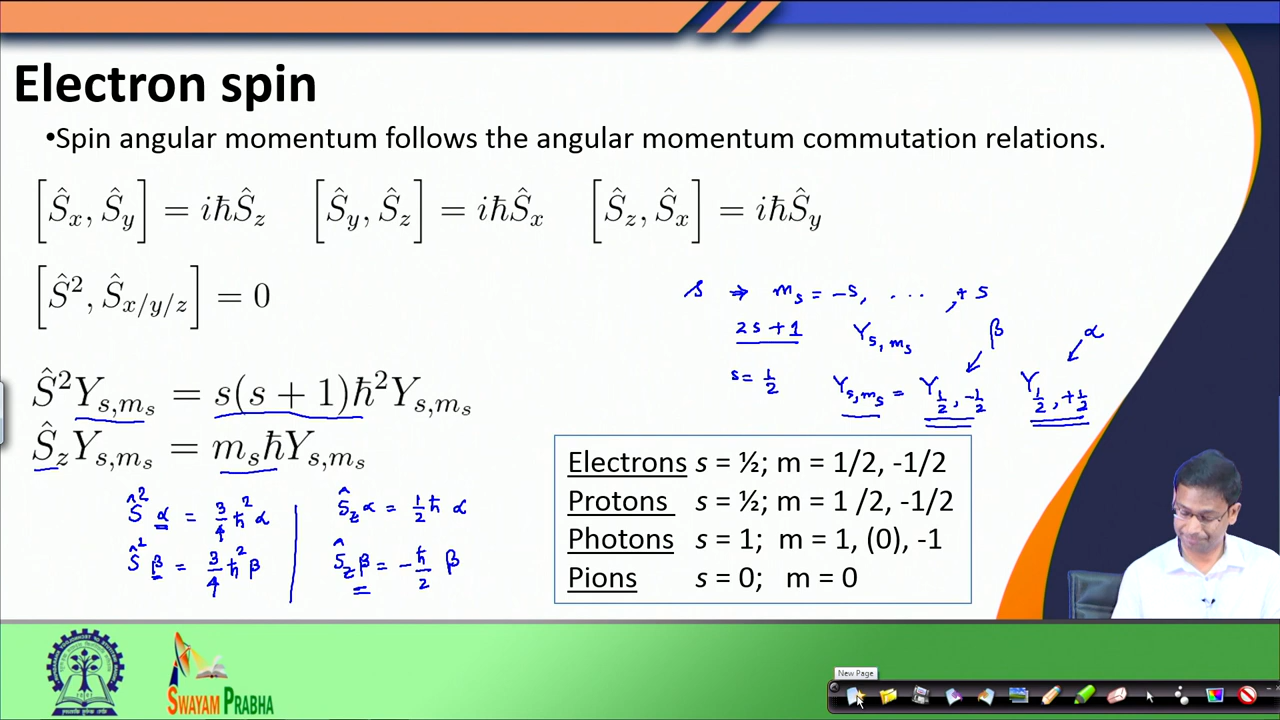 Electron spin
•Spin angular momentum follows the angular momentum commutation relations.
[Ŝx, Ŝy] = iħŜz [Ŝy, Ŝz] = iħŜx [Ŝz, Ŝx] = iħŜy
[Ŝ², Ŝx/y/z] = 0
s ⇒ ms = -s, ... , +s
2s+1 Ys,ms β α
s = 1/2 Ys,ms = Y1/2,-1/2 Y1/2,+1/2
Ŝ²Ys,ms = s(s + 1)ħ²Ys,ms
ŜzYs,ms = msħYs,ms
Ŝ²α = 3/4 ħ²α Ŝzα = 1/2 ħ α
Ŝ²β = 3/4 ħ²β Ŝzβ = -ħ/2 β
Electrons s = ½; m = 1/2, -1/2
Protons s = ½; m = 1 /2, -1/2
Photons s = 1; m = 1, (0), -1
Pions s = 0; m = 0
SWAYAM PRABHA
New Page